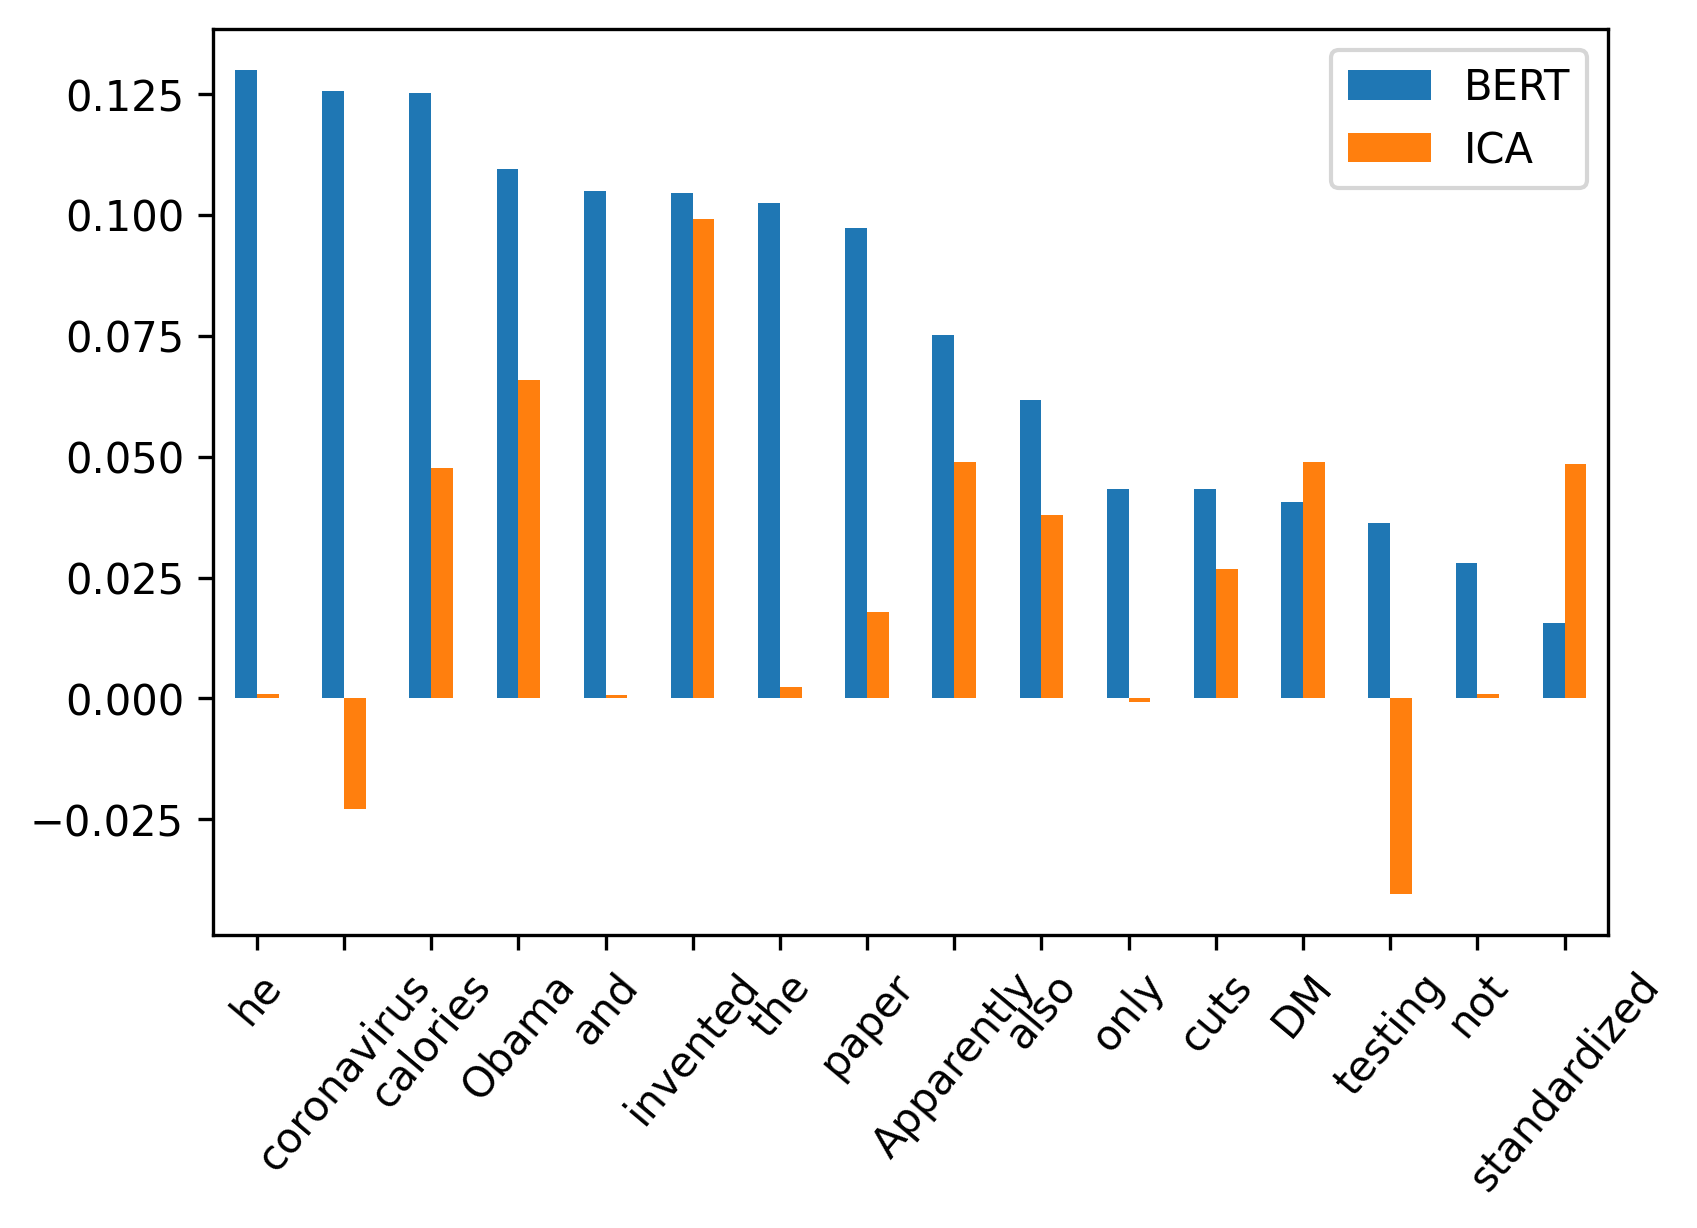 BERT
ICA
0.125
0.100
0.075
0.050
0.025
0.000
−0.025
he
coronavirus
calories
Obama
and
invented
the
paper
Apparently
also
only
cuts
DM
testing
not
standardized